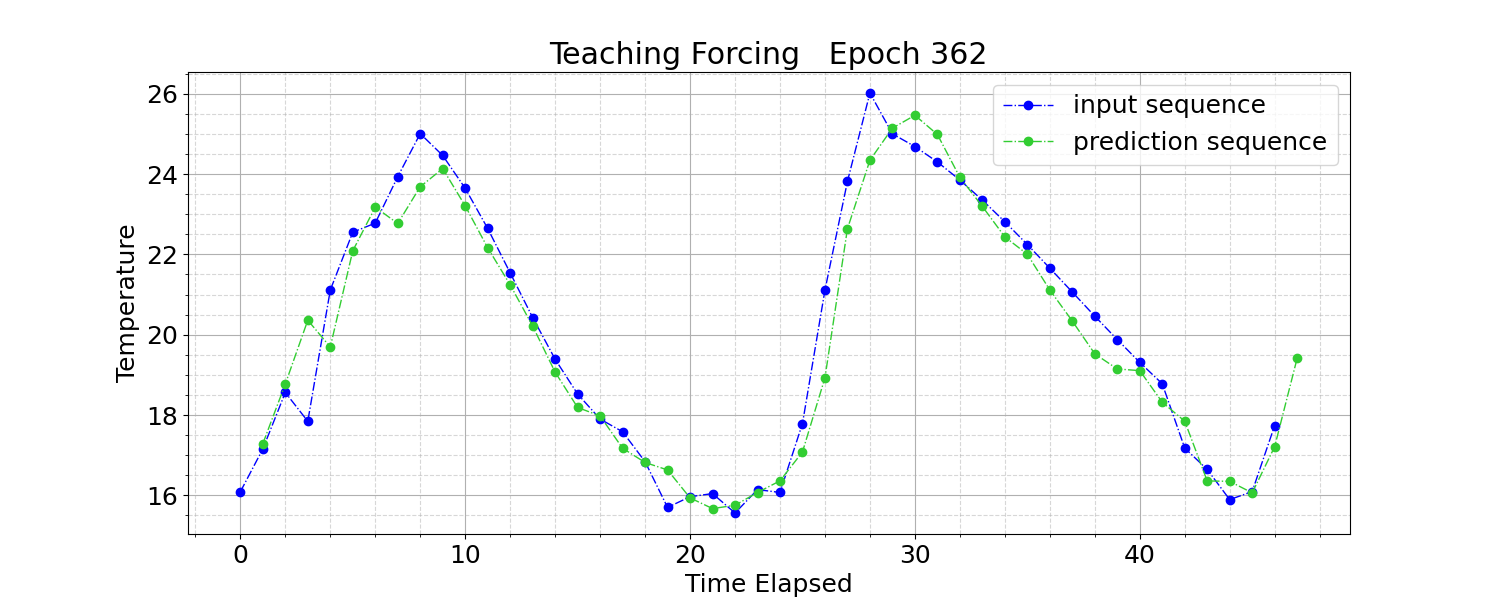 Teaching Forcing   Epoch 362
input sequence
prediction sequence
Temperature
26
24
22
20
18
16
0 10 20 30 40
Time Elapsed